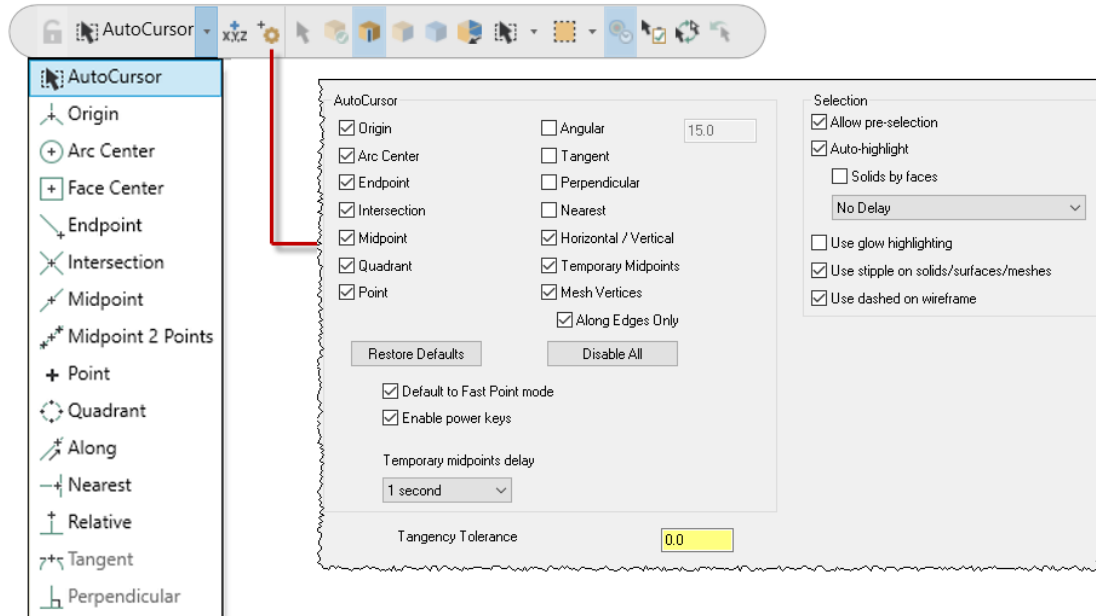 AutoCursor
XYZ
AutoCursor
Origin
Arc Center
Face Center
Endpoint
Intersection
Midpoint
Midpoint 2 Points
Point
Quadrant
Along
Nearest
Relative
Tangent
Perpendicular
AutoCursor
Origin
Arc Center
Endpoint
Intersection
Midpoint
Quadrant
Point
Angular 15.0
Tangent
Perpendicular
Nearest
Horizontal / Vertical
Temporary Midpoints
Mesh Vertices
Along Edges Only
Restore Defaults Disable All
Default to Fast Point mode
Enable power keys
Temporary midpoints delay
1 second
Tangency Tolerance 0.0
Selection
Allow pre-selection
Auto-highlight
Solids by faces
No Delay
Use glow highlighting
Use stipple on solids/surfaces/meshes
Use dashed on wireframe